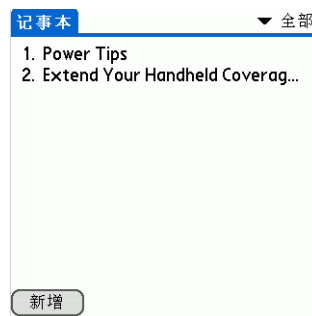 记事本 全部
1. Power Tips
2. Extend Your Handheld Coverag...
新增